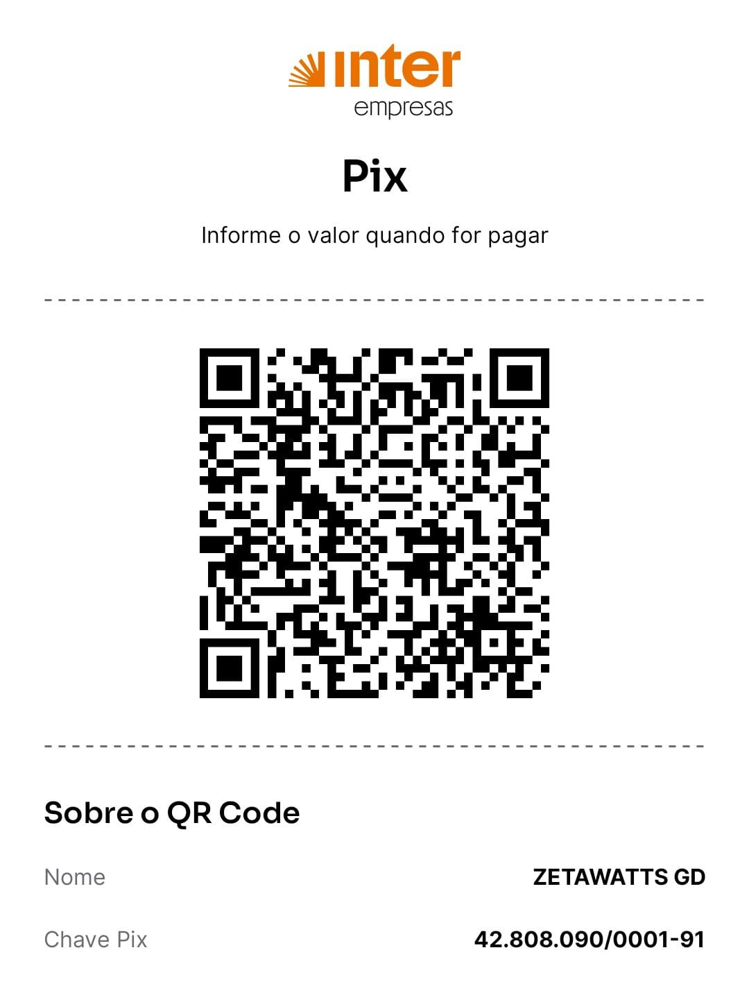 inter
empresas
Pix
Informe o valor quando for pagar
Sobre o QR Code
Nome ZETAWATTS GD
Chave Pix 42.808.090/0001-91